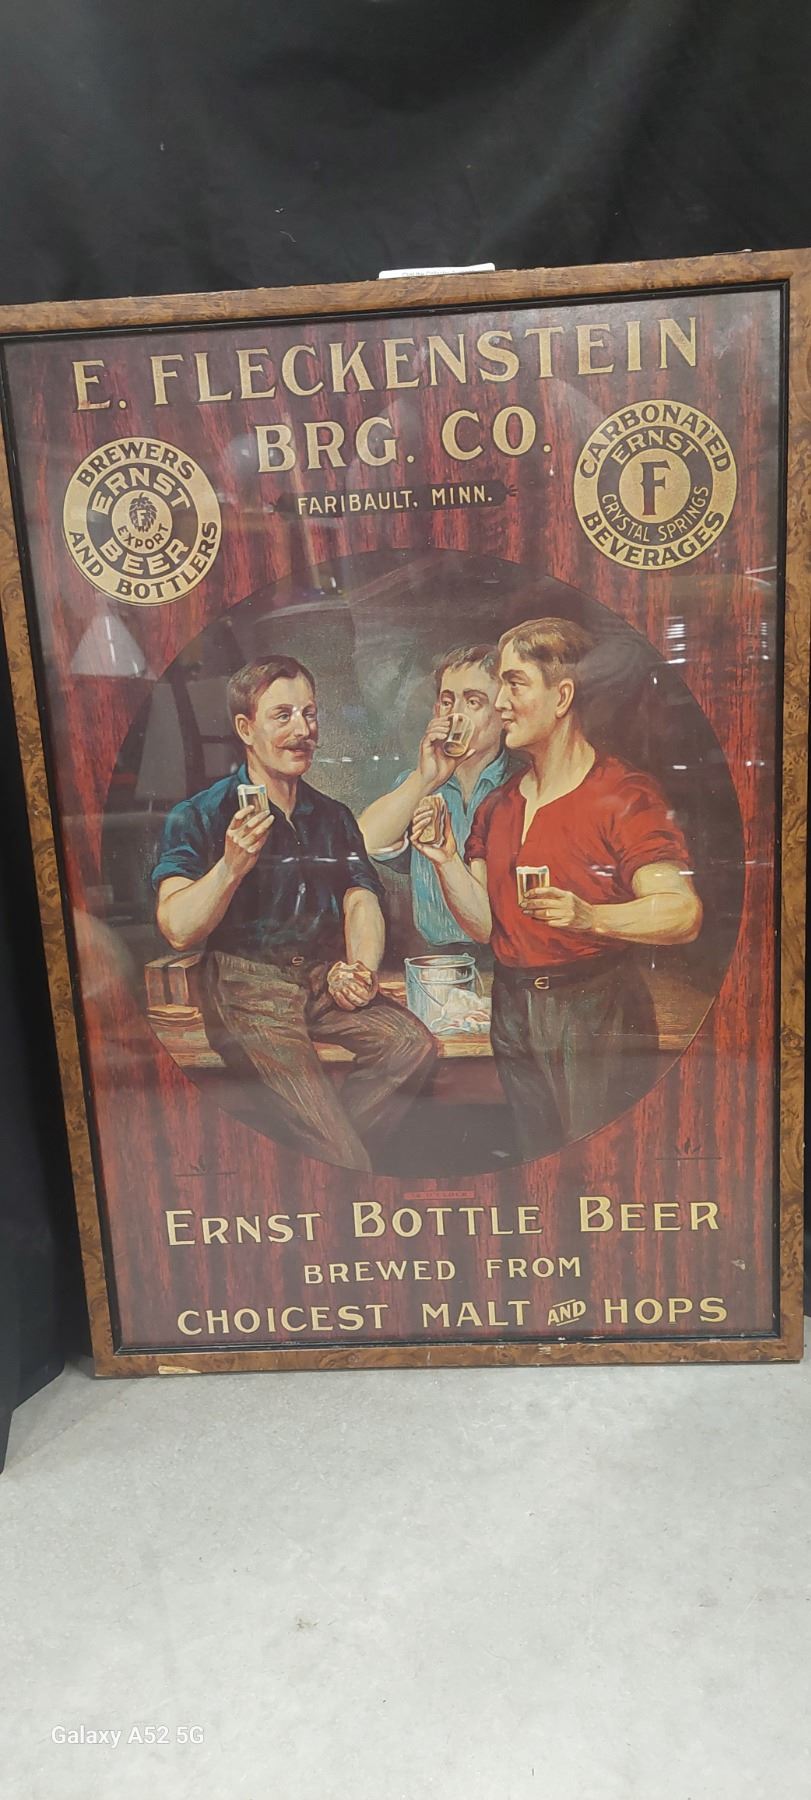 E. FLECKENSTEIN
BRG. CO.
FARIBAULT, MINN.
BREWERS
AND BOTTLERS
ERNST
F
EXPORT
BEER
CARBONATED
BEVERAGES
ERNST
F
CRYSTAL SPRINGS
ERNST BOTTLE BEER
BREWED FROM
CHOICEST MALT AND HOPS
Galaxy A52 5G